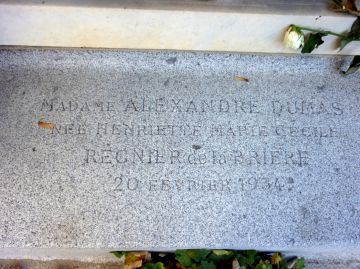 MADAME ALEXANDRE DUMAS
NÉE HENRIETTE MARIE CÉCILE
RÉGNIER de la BRIÈRE
20 FÉVRIER 1934